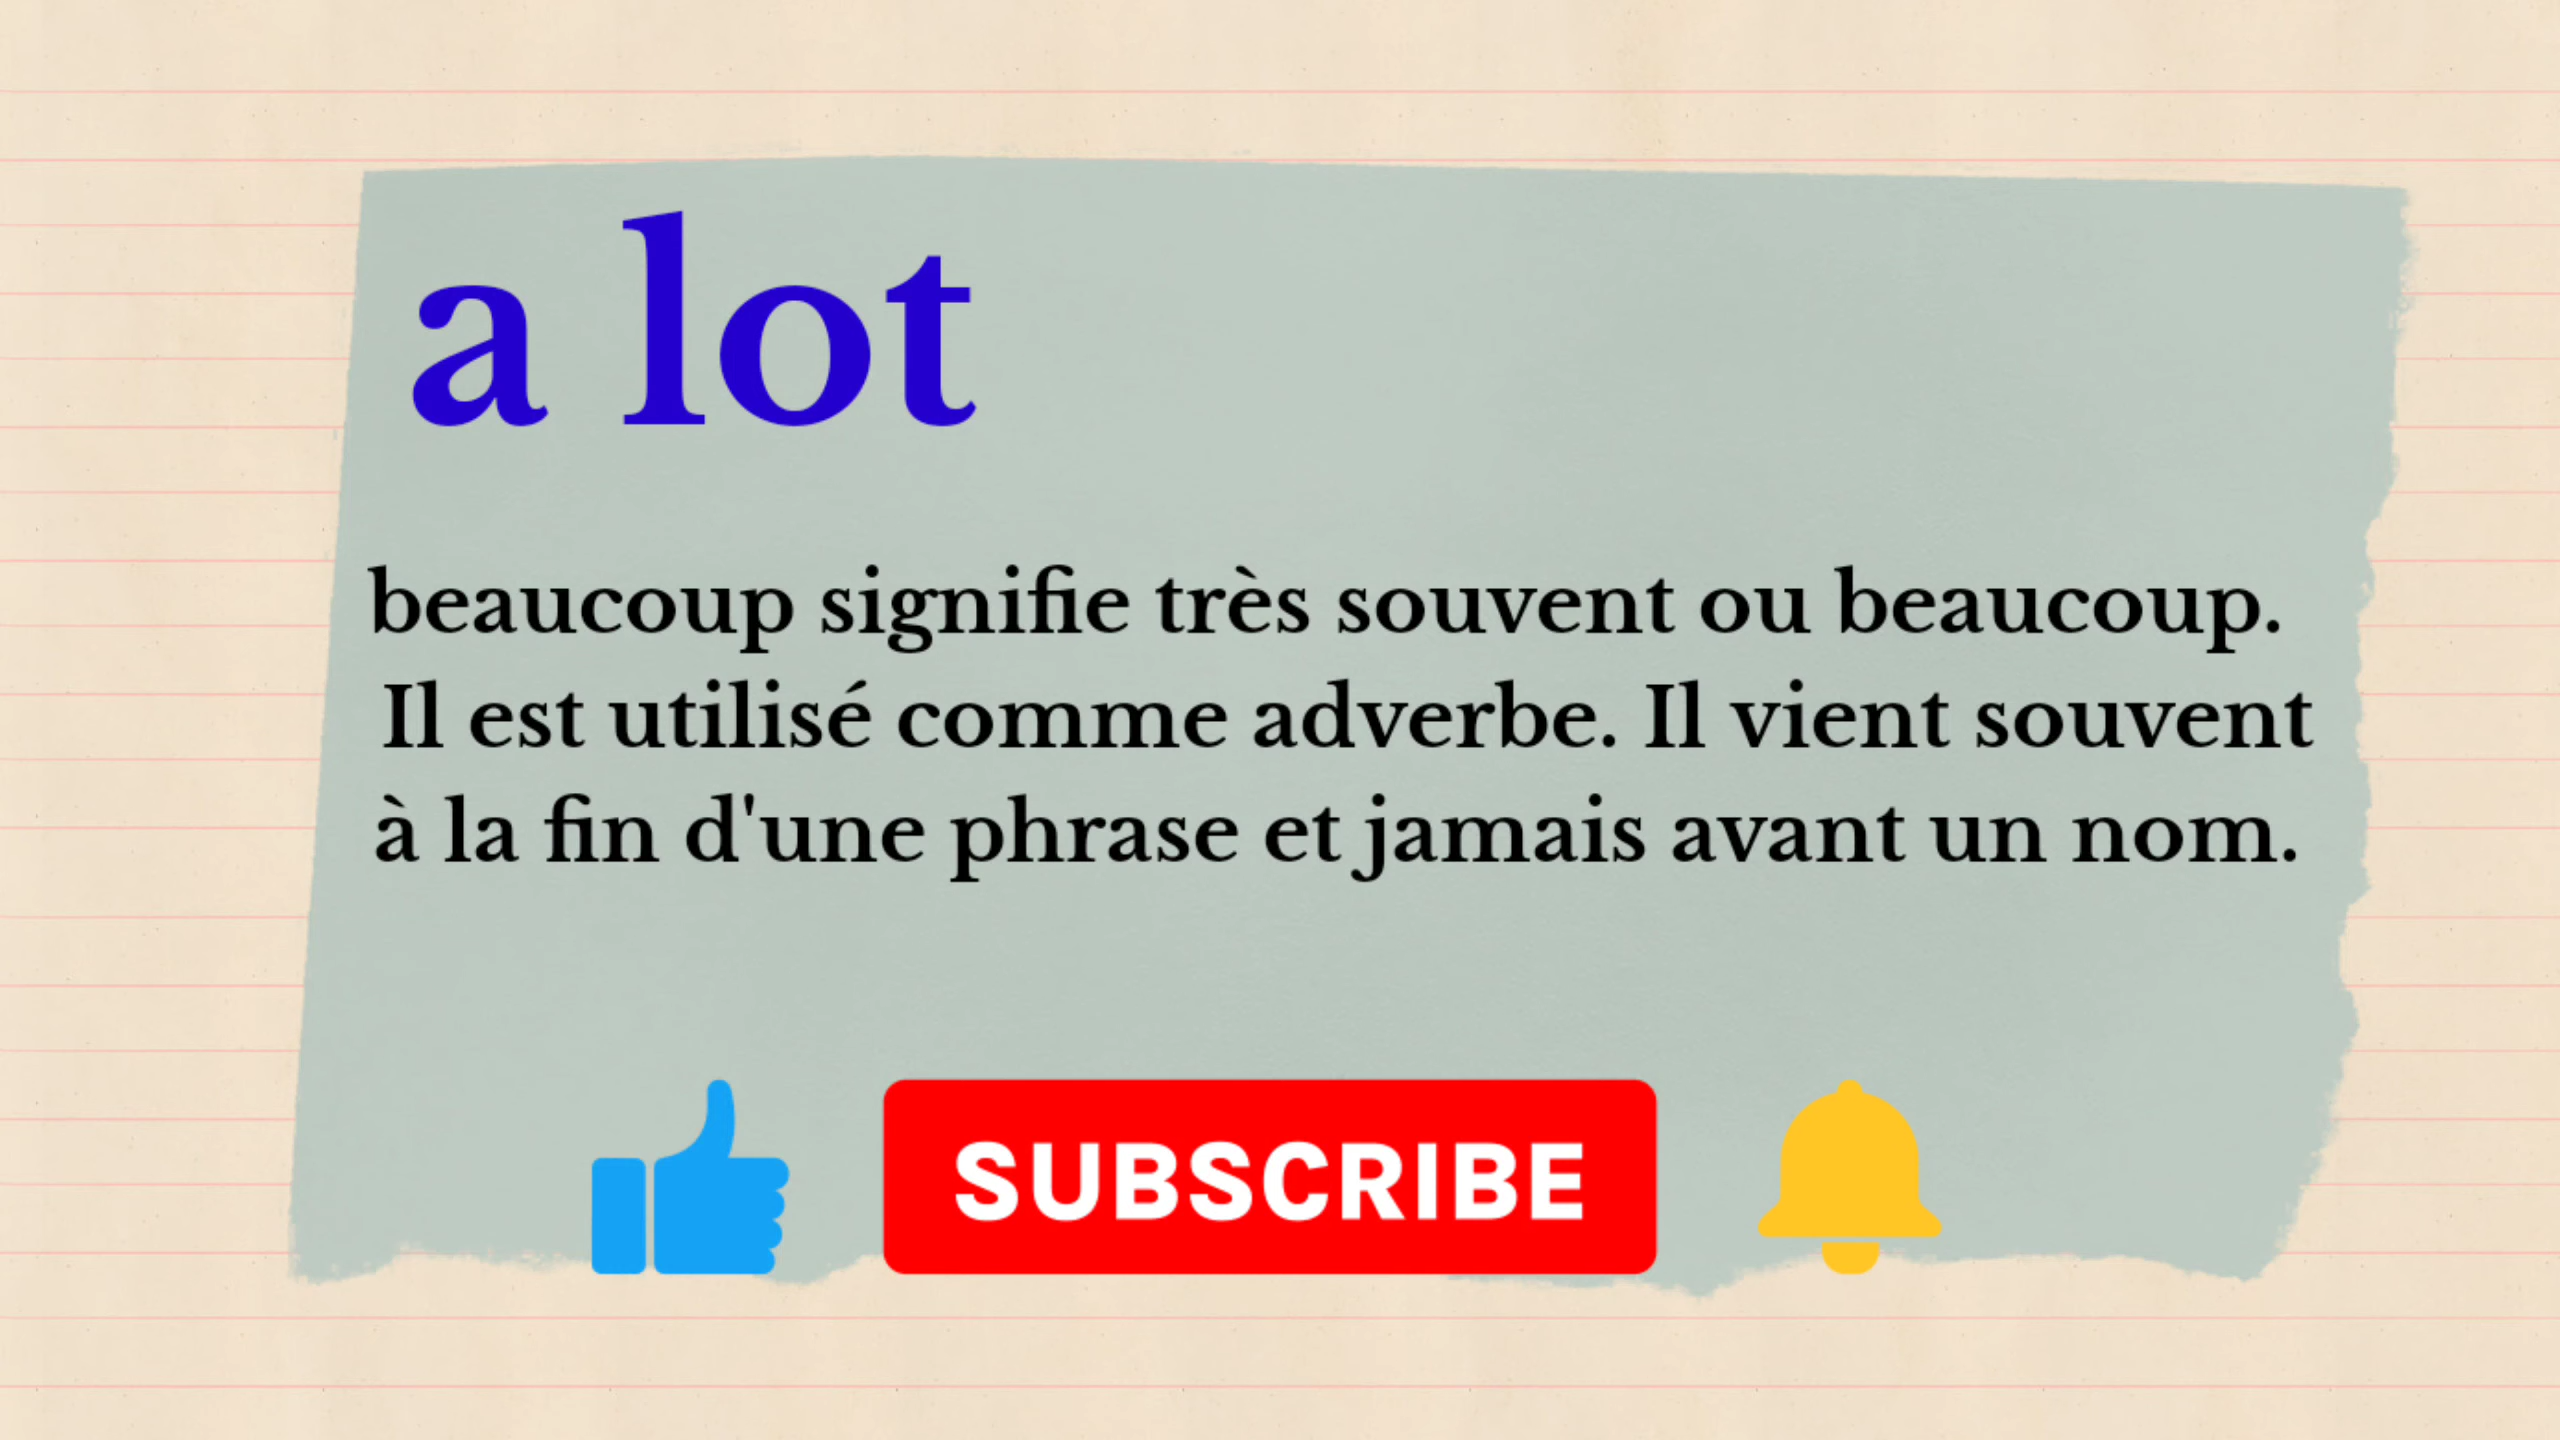 a lot
beaucoup signifie très souvent ou beaucoup.
Il est utilisé comme adverbe. Il vient souvent
à la fin d'une phrase et jamais avant un nom.
SUBSCRIBE